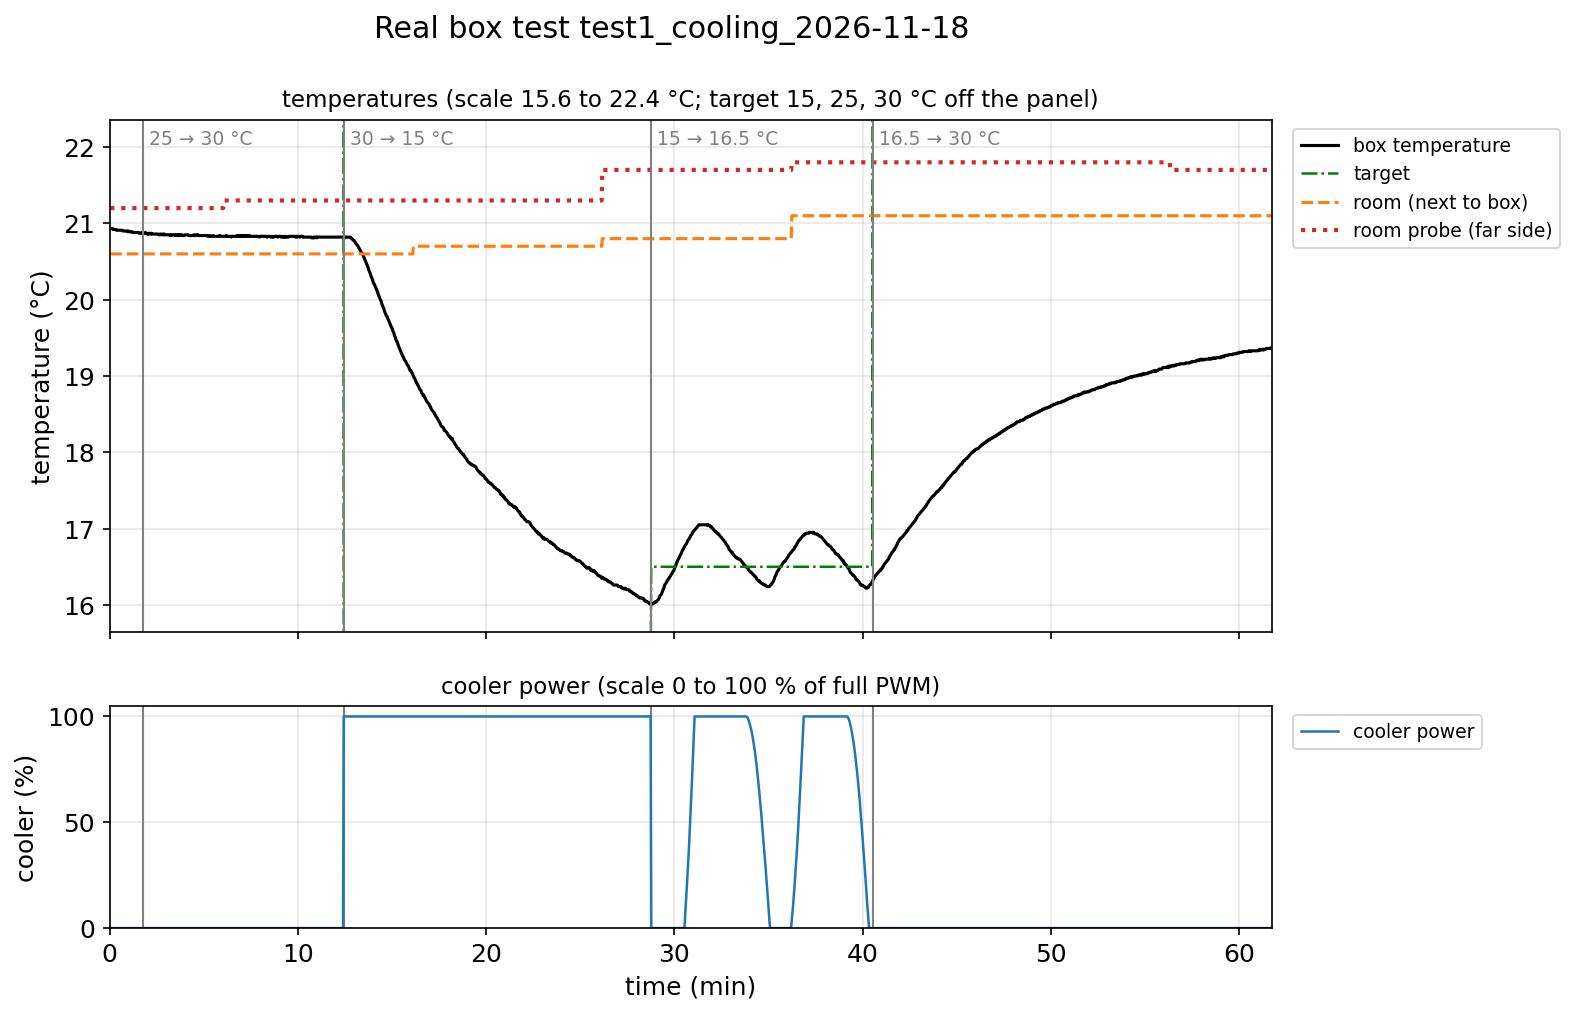 Real box test test1_cooling_2026-11-18
temperatures (scale 15.6 to 22.4 °C; target 15, 25, 30 °C off the panel)
25 → 30 °C
30 → 15 °C
15 → 16.5 °C
16.5 → 30 °C
22
21
20
19
18
17
16
temperature (°C)
box temperature
target
room (next to box)
room probe (far side)
cooler power (scale 0 to 100 % of full PWM)
100
50
0
cooler (%)
cooler power
0
10
20
30
40
50
60
time (min)